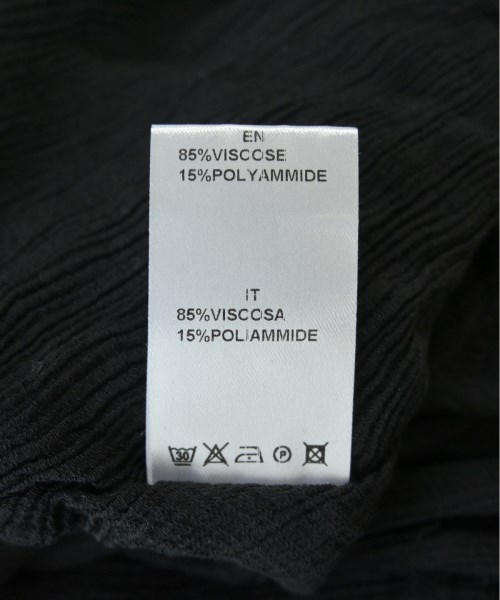 EN
85%VISCOSE
15%POLYAMMIDE
IT
85%VISCOSA
15%POLIAMMIDE
30
P